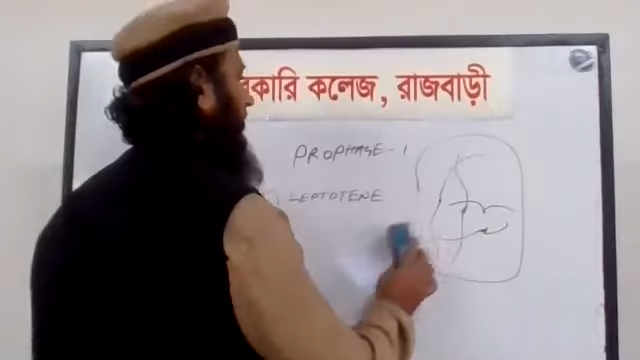 কারি কলেজ, রাজবাড়ী
PROPHASE - 1
LEPTOTENE